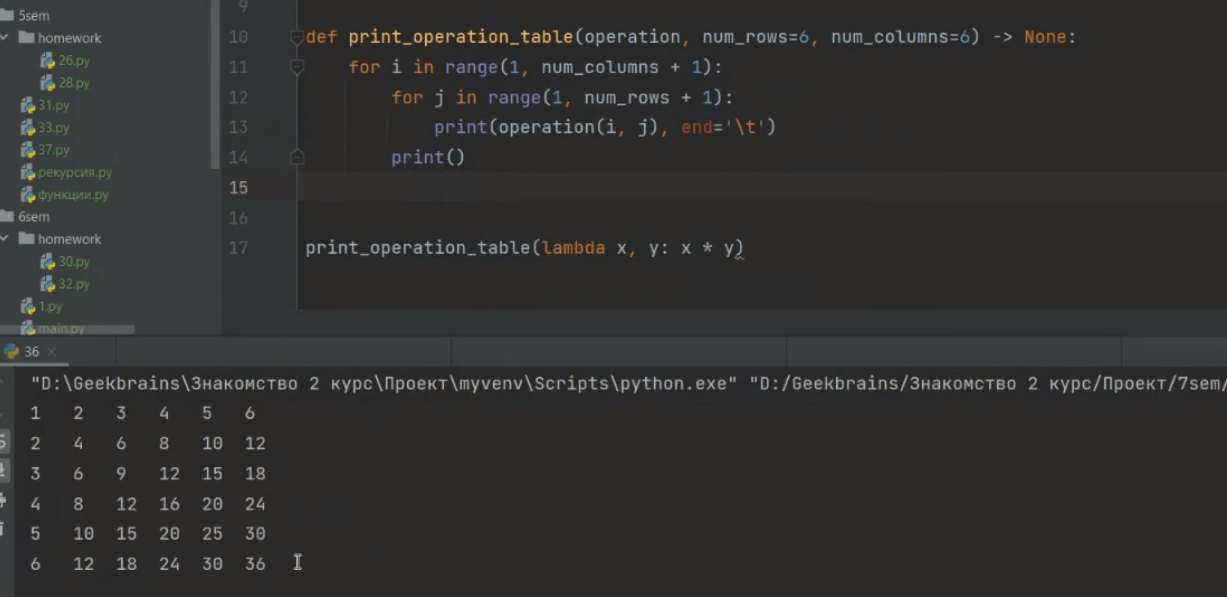 5sem
homework
26.py
28.py
31.py
33.py
37.py
рекурсия.py
функции.py
6sem
homework
30.py
32.py
1.py
main.py
9
10 def print_operation_table(operation, num_rows=6, num_columns=6) -> None:
11 for i in range(1, num_columns + 1):
12 for j in range(1, num_rows + 1):
13 print(operation(i, j), end='\t')
14 print()
15
16
17 print_operation_table(lambda x, y: x * y)
36
"D:\Geekbrains\Знакомство 2 курс\Проект\myvenv\Scripts\python.exe" "D:/Geekbrains/Знакомство 2 курс/Проект/7sem/
1 2 3 4 5 6
2 4 6 8 10 12
3 6 9 12 15 18
4 8 12 16 20 24
5 10 15 20 25 30
6 12 18 24 30 36